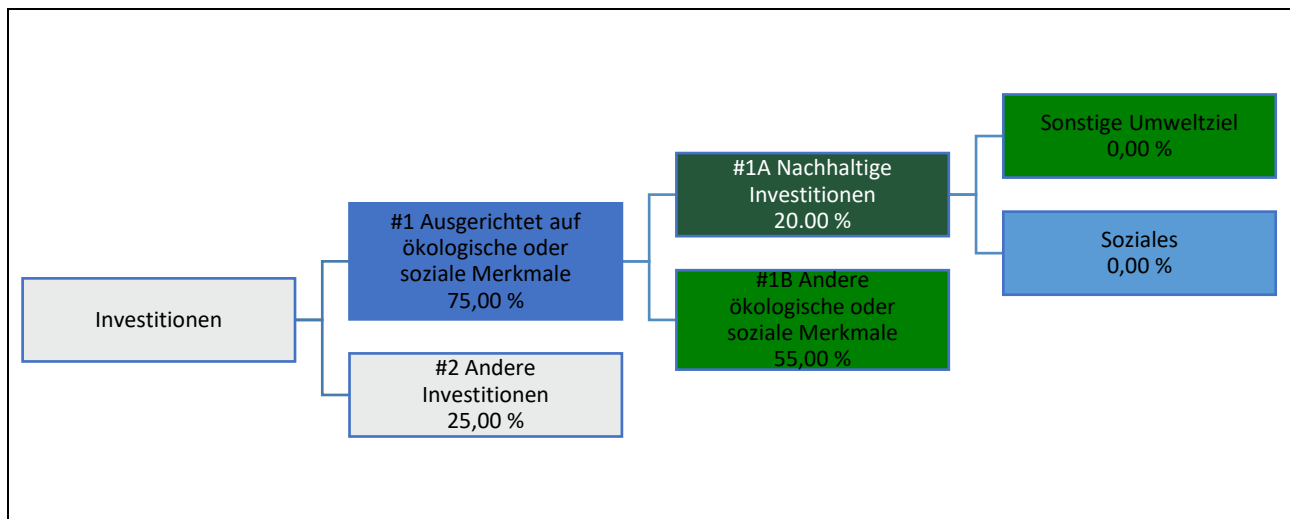 Investitionen
#1 Ausgerichtet auf
ökologische oder
soziale Merkmale
75,00 %
#2 Andere
Investitionen
25,00 %
#1A Nachhaltige
Investitionen
20.00 %
#1B Andere
ökologische oder
soziale Merkmale
55,00 %
Sonstige Umweltziel
0,00 %
Soziales
0,00 %